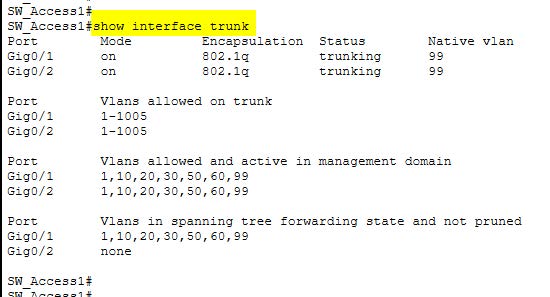 SW_Access1#
SW_Access1#show interface trunk
Port Mode Encapsulation Status Native vlan
Gig0/1 on 802.1q trunking 99
Gig0/2 on 802.1q trunking 99
Port Vlans allowed on trunk
Gig0/1 1-1005
Gig0/2 1-1005
Port Vlans allowed and active in management domain
Gig0/1 1,10,20,30,50,60,99
Gig0/2 1,10,20,30,50,60,99
Port Vlans in spanning tree forwarding state and not pruned
Gig0/1 1,10,20,30,50,60,99
Gig0/2 none
SW_Access1#
SW_Access1#